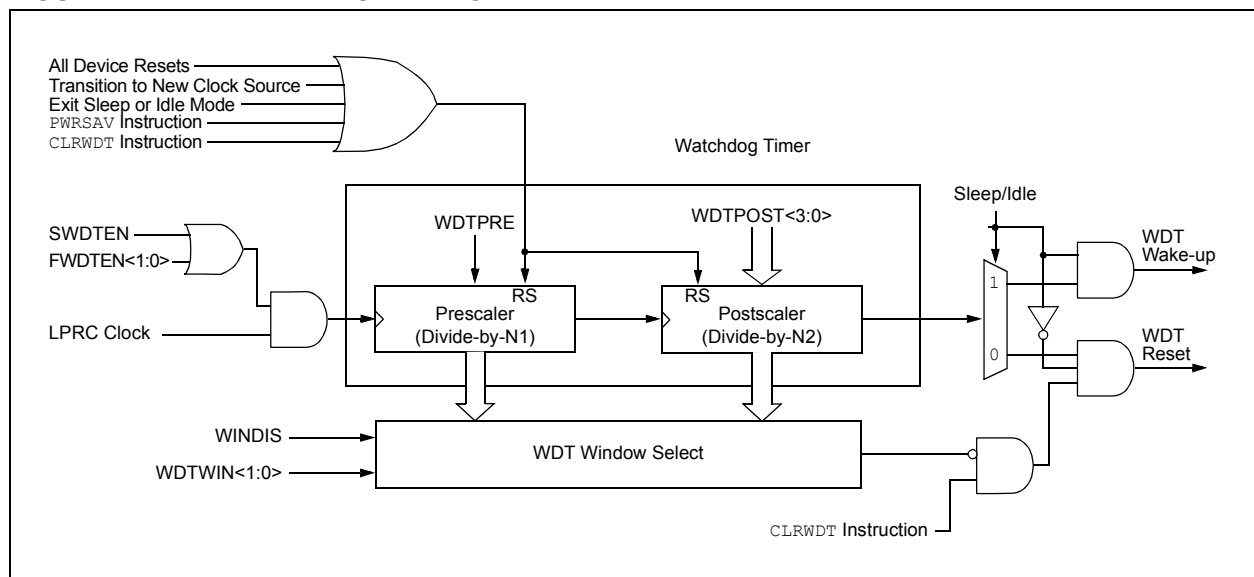 All Device Resets
Transition to New Clock Source
Exit Sleep or Idle Mode
PWRSAV Instruction
CLRWDT Instruction
Watchdog Timer
Sleep/Idle
WDTPRE
WDTPOST<3:0>
SWDTEN
FWDTEN<1:0>
WDT
Wake-up
RS
RS
1
Prescaler
(Divide-by-N1)
Postscaler
(Divide-by-N2)
LPRC Clock
0
WDT
Reset
WINDIS
WDT Window Select
WDTWIN<1:0>
CLRWDT Instruction